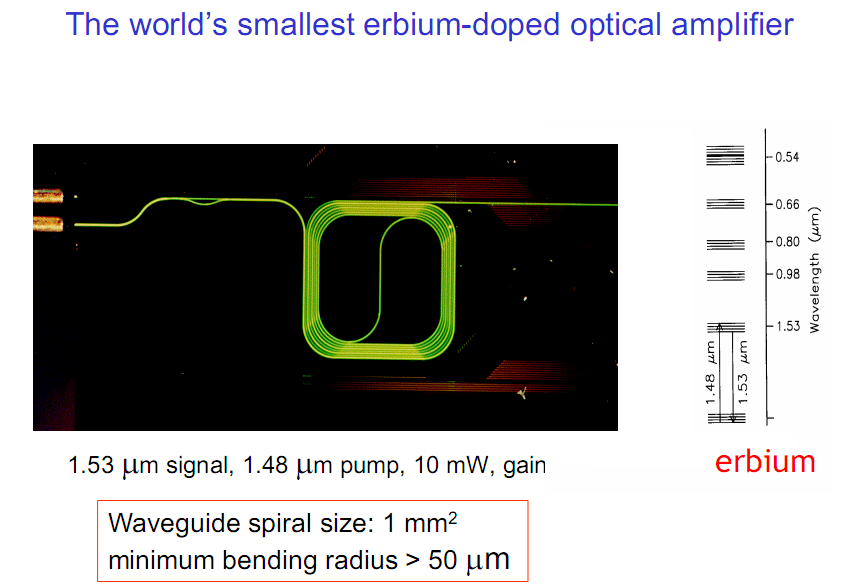 The world’s smallest erbium-doped optical amplifier
0.54
0.66
0.80
0.98
1.53
Wavelength (μm)
1.48 μm
1.53 μm
erbium
1.53 μm signal, 1.48 μm pump, 10 mW, gain
Waveguide spiral size: 1 mm²
minimum bending radius > 50 μm